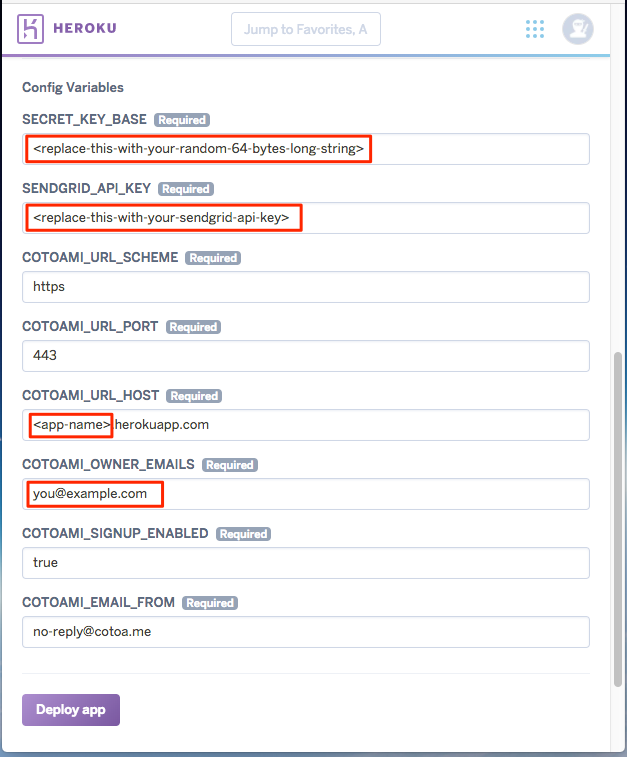 HEROKU
Jump to Favorites, A
Config Variables
SECRET_KEY_BASE Required
<replace-this-with-your-random-64-bytes-long-string>
SENDGRID_API_KEY Required
<replace-this-with-your-sendgrid-api-key>
COTOAMI_URL_SCHEME Required
https
COTOAMI_URL_PORT Required
443
COTOAMI_URL_HOST Required
<app-name>.herokuapp.com
COTOAMI_OWNER_EMAILS Required
you@example.com
COTOAMI_SIGNUP_ENABLED Required
true
COTOAMI_EMAIL_FROM Required
no-reply@cotoa.me
Deploy app